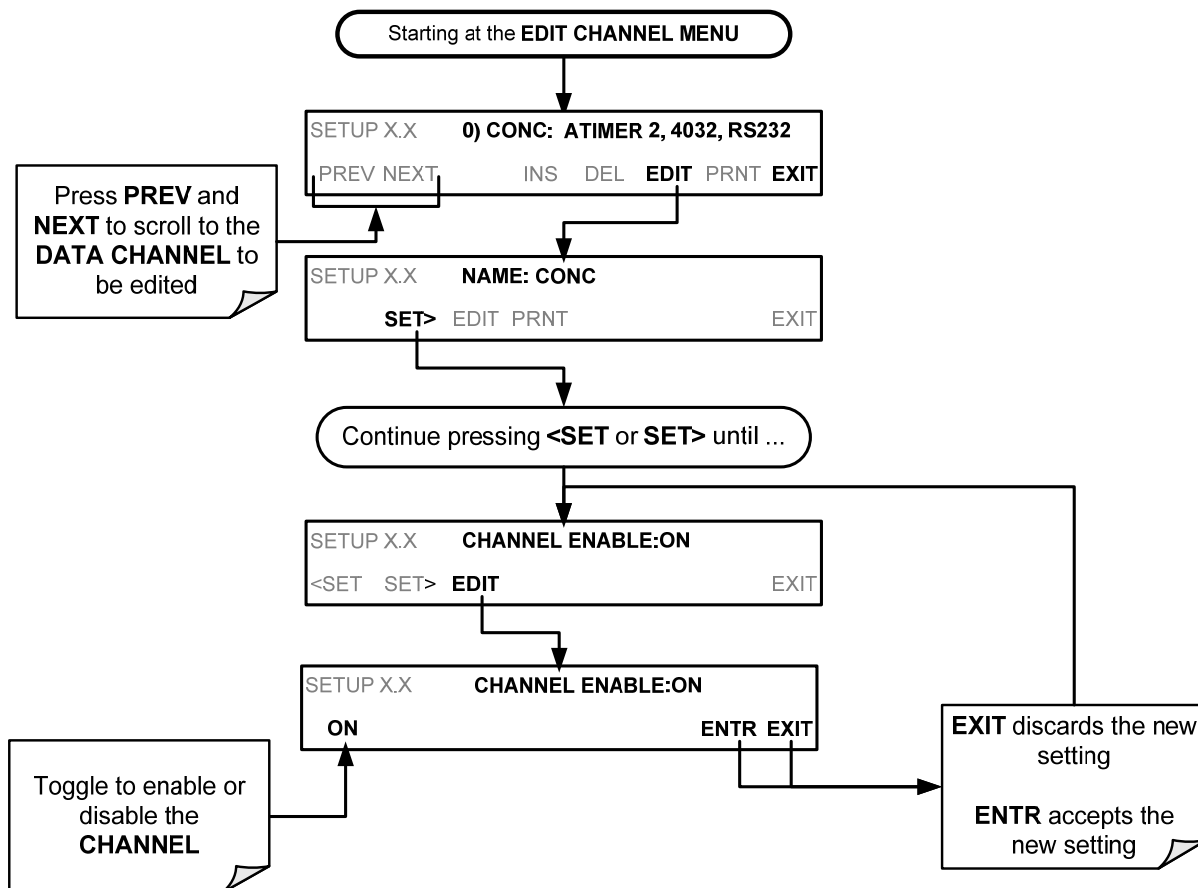 Starting at the EDIT CHANNEL MENU
SETUP X.X 0) CONC: ATIMER 2, 4032, RS232
PREV NEXT INS DEL EDIT PRNT EXIT
Press PREV and
NEXT to scroll to the
DATA CHANNEL to
be edited
SETUP X.X NAME: CONC
SET> EDIT PRNT EXIT
Continue pressing <SET or SET> until ...
SETUP X.X CHANNEL ENABLE:ON
<SET SET> EDIT EXIT
SETUP X.X CHANNEL ENABLE:ON
ON ENTR EXIT
Toggle to enable or
disable the
CHANNEL
EXIT discards the new
setting
ENTR accepts the
new setting